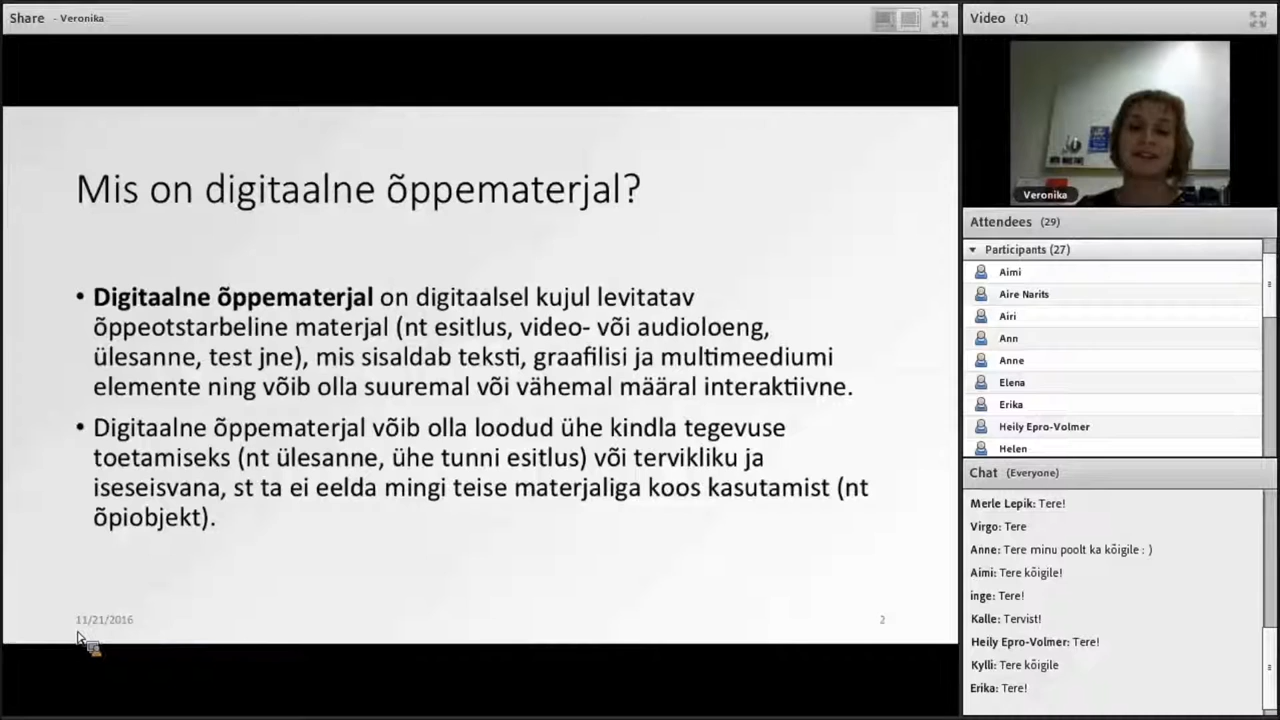 Share - Veronika
Mis on digitaalne õppematerjal?
• Digitaalne õppematerjal on digitaalsel kujul levitatav
õppeotstarbeline materjal (nt esitlus, video- või audioloeng,
ülesanne, test jne), mis sisaldab teksti, graafilisi ja multimeediumi
elemente ning võib olla suuremal või vähemal määral interaktiivne.
• Digitaalne õppematerjal võib olla loodud ühe kindla tegevuse
toetamiseks (nt ülesanne, ühe tunni esitlus) või tervikliku ja
iseseisvana, st ta ei eelda mingi teise materjaliga koos kasutamist (nt
õpiobjekt).
11/21/2016
2
Video (1)
Veronika
Attendees (29)
Participants (27)
Aimi
Aire Narits
Airi
Ann
Anne
Elena
Erika
Heily Epro-Volmer
Helen
Chat (Everyone)
Merle Lepik: Tere!
Virgo: Tere
Anne: Tere minu poolt ka kõigile : )
Aimi: Tere kõigile!
inge: Tere!
Kalle: Tervist!
Heily Epro-Volmer: Tere!
Kylli: Tere kõigile
Erika: Tere!